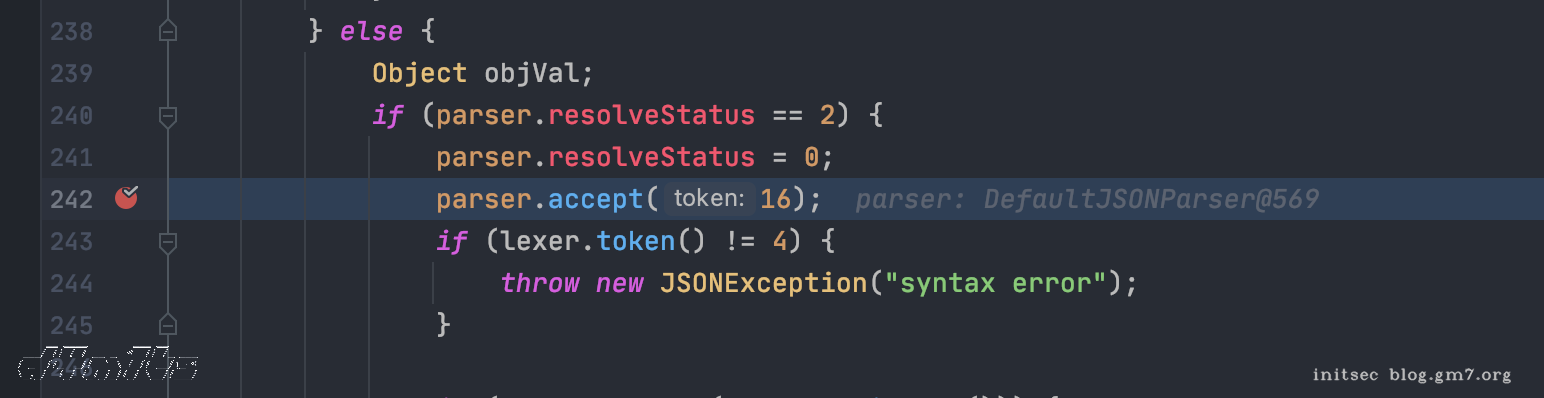 238 } else {
239 Object objVal;
240 if (parser.resolveStatus == 2) {
241 parser.resolveStatus = 0;
242 parser.accept( token: 16); parser: DefaultJSONParser@569
243 if (lexer.token() != 4) {
244 throw new JSONException("syntax error");
245 }
initsec blog.gm7.org